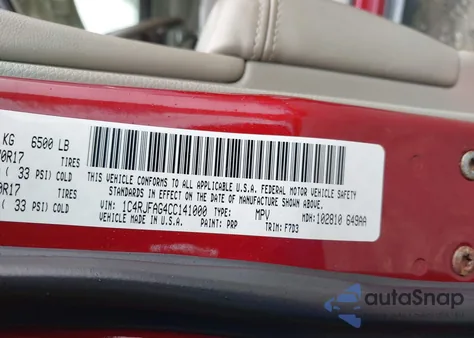 KG 6500 LB
0R17 TIRES
( 33 PSI) COLD
0R17 TIRES
( 33 PSI) COLD
THIS VEHICLE CONFORMS TO ALL APPLICABLE U.S.A. FEDERAL MOTOR VEHICLE SAFETY
STANDARDS IN EFFECT ON THE DATE OF MANUFACTURE SHOWN ABOVE.
VIN: 1C4RJFAG4CC141000 TYPE: MPV MDH: 102810 649AA
VEHICLE MADE IN U.S.A. PAINT: PRP TRIM: F7D3
autoSnap